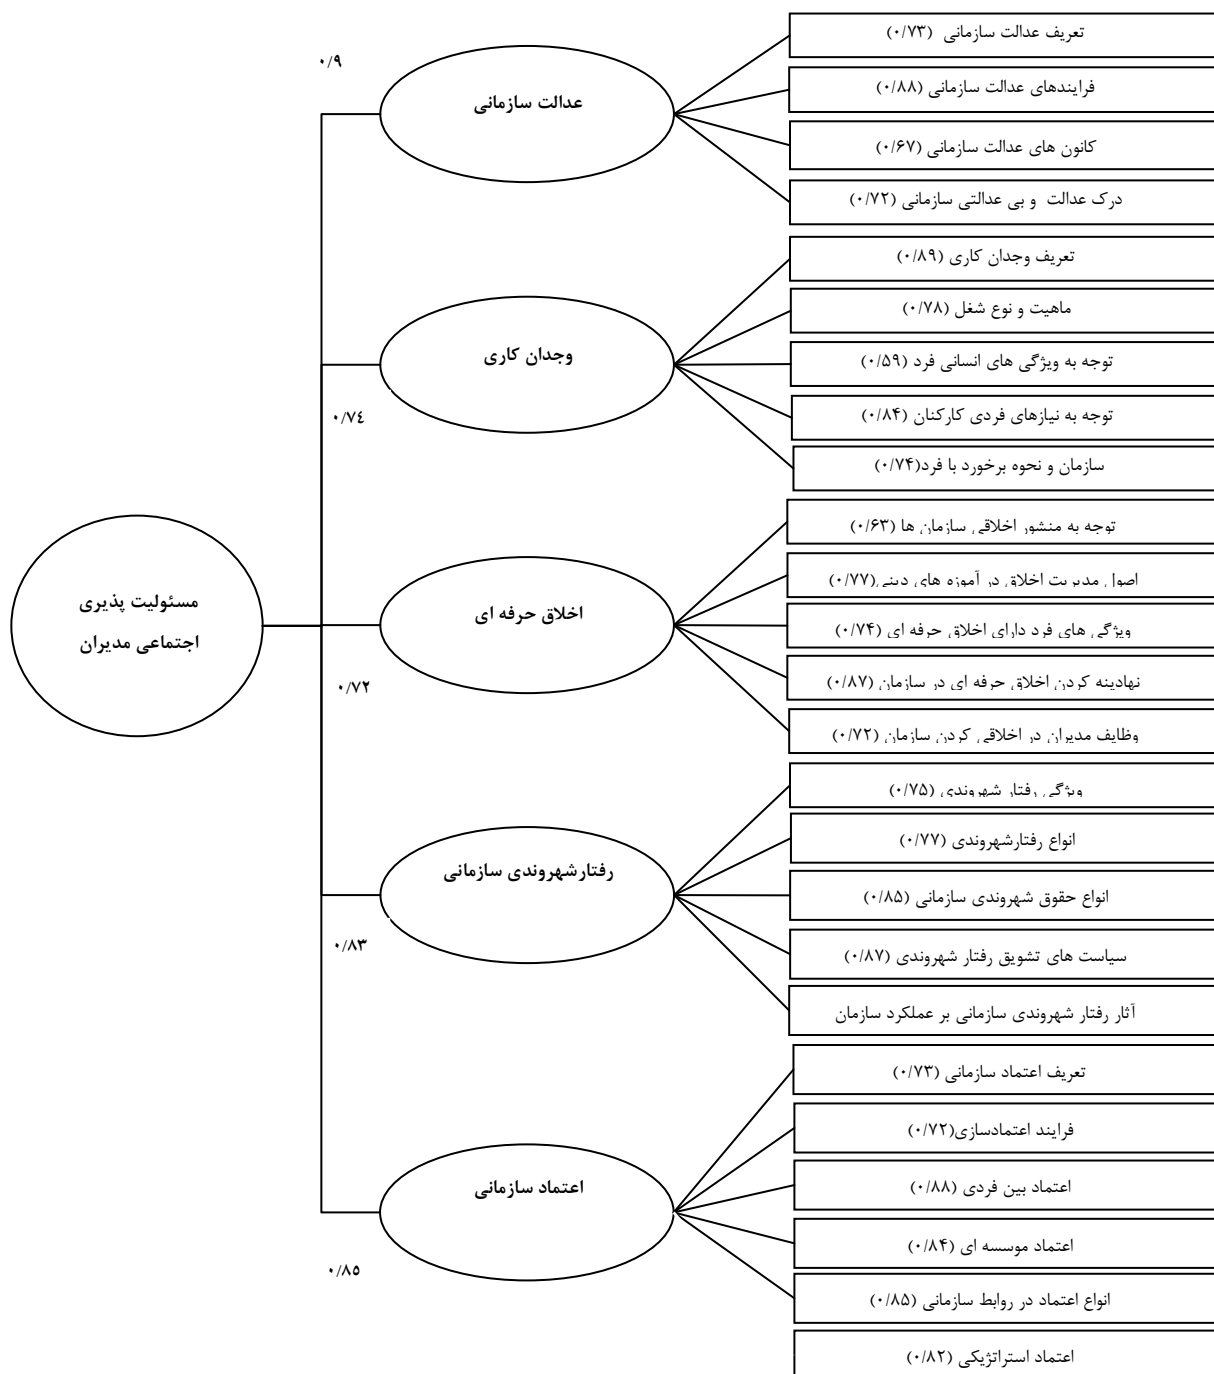 مسئولیت پذیری
اجتماعی مدیران
۰/۹
عدالت سازمانی
تعریف عدالت سازمانی (۰/۷۳)
فرایندهای عدالت سازمانی (۰/۸۸)
کانون های عدالت سازمانی (۰/۶۷)
درک عدالت و بی عدالتی سازمانی (۰/۷۲)
۰/۷٤
وجدان کاری
تعریف وجدان کاری (۰/۸۹)
ماهیت و نوع شغل (۰/۷۸)
توجه به ویژگی های انسانی فرد (۰/۵۹)
توجه به نیازهای فردی کارکنان (۰/۸۴)
سازمان و نحوه برخورد با فرد(۰/۷۴)
۰/۷۲
اخلاق حرفه ای
توجه به منشور اخلاقی سازمان ها (۰/۶۳)
اصول مدیریت اخلاق در آموزه های دینی(۰/۷۷)
ویژگی های فرد دارای اخلاق حرفه ای (۰/۷۴)
نهادینه کردن اخلاق حرفه ای در سازمان (۰/۸۷)
وظایف مدیران در اخلاقی کردن سازمان (۰/۷۲)
۰/۸۳
رفتارشهروندی سازمانی
ویژگی رفتار شهروندی (۰/۷۵)
انواع رفتارشهروندی (۰/۷۷)
انواع حقوق شهروندی سازمانی (۰/۸۵)
سیاست های تشویق رفتار شهروندی (۰/۸۷)
آثار رفتار شهروندی سازمانی بر عملکرد سازمان
۰/۸۵
اعتماد سازمانی
تعریف اعتماد سازمانی (۰/۷۳)
فرایند اعتمادسازی(۰/۷۲)
اعتماد بین فردی (۰/۸۸)
اعتماد موسسه ای (۰/۸۴)
انواع اعتماد در روابط سازمانی (۰/۸۵)
اعتماد استراتژیکی (۰/۸۲)